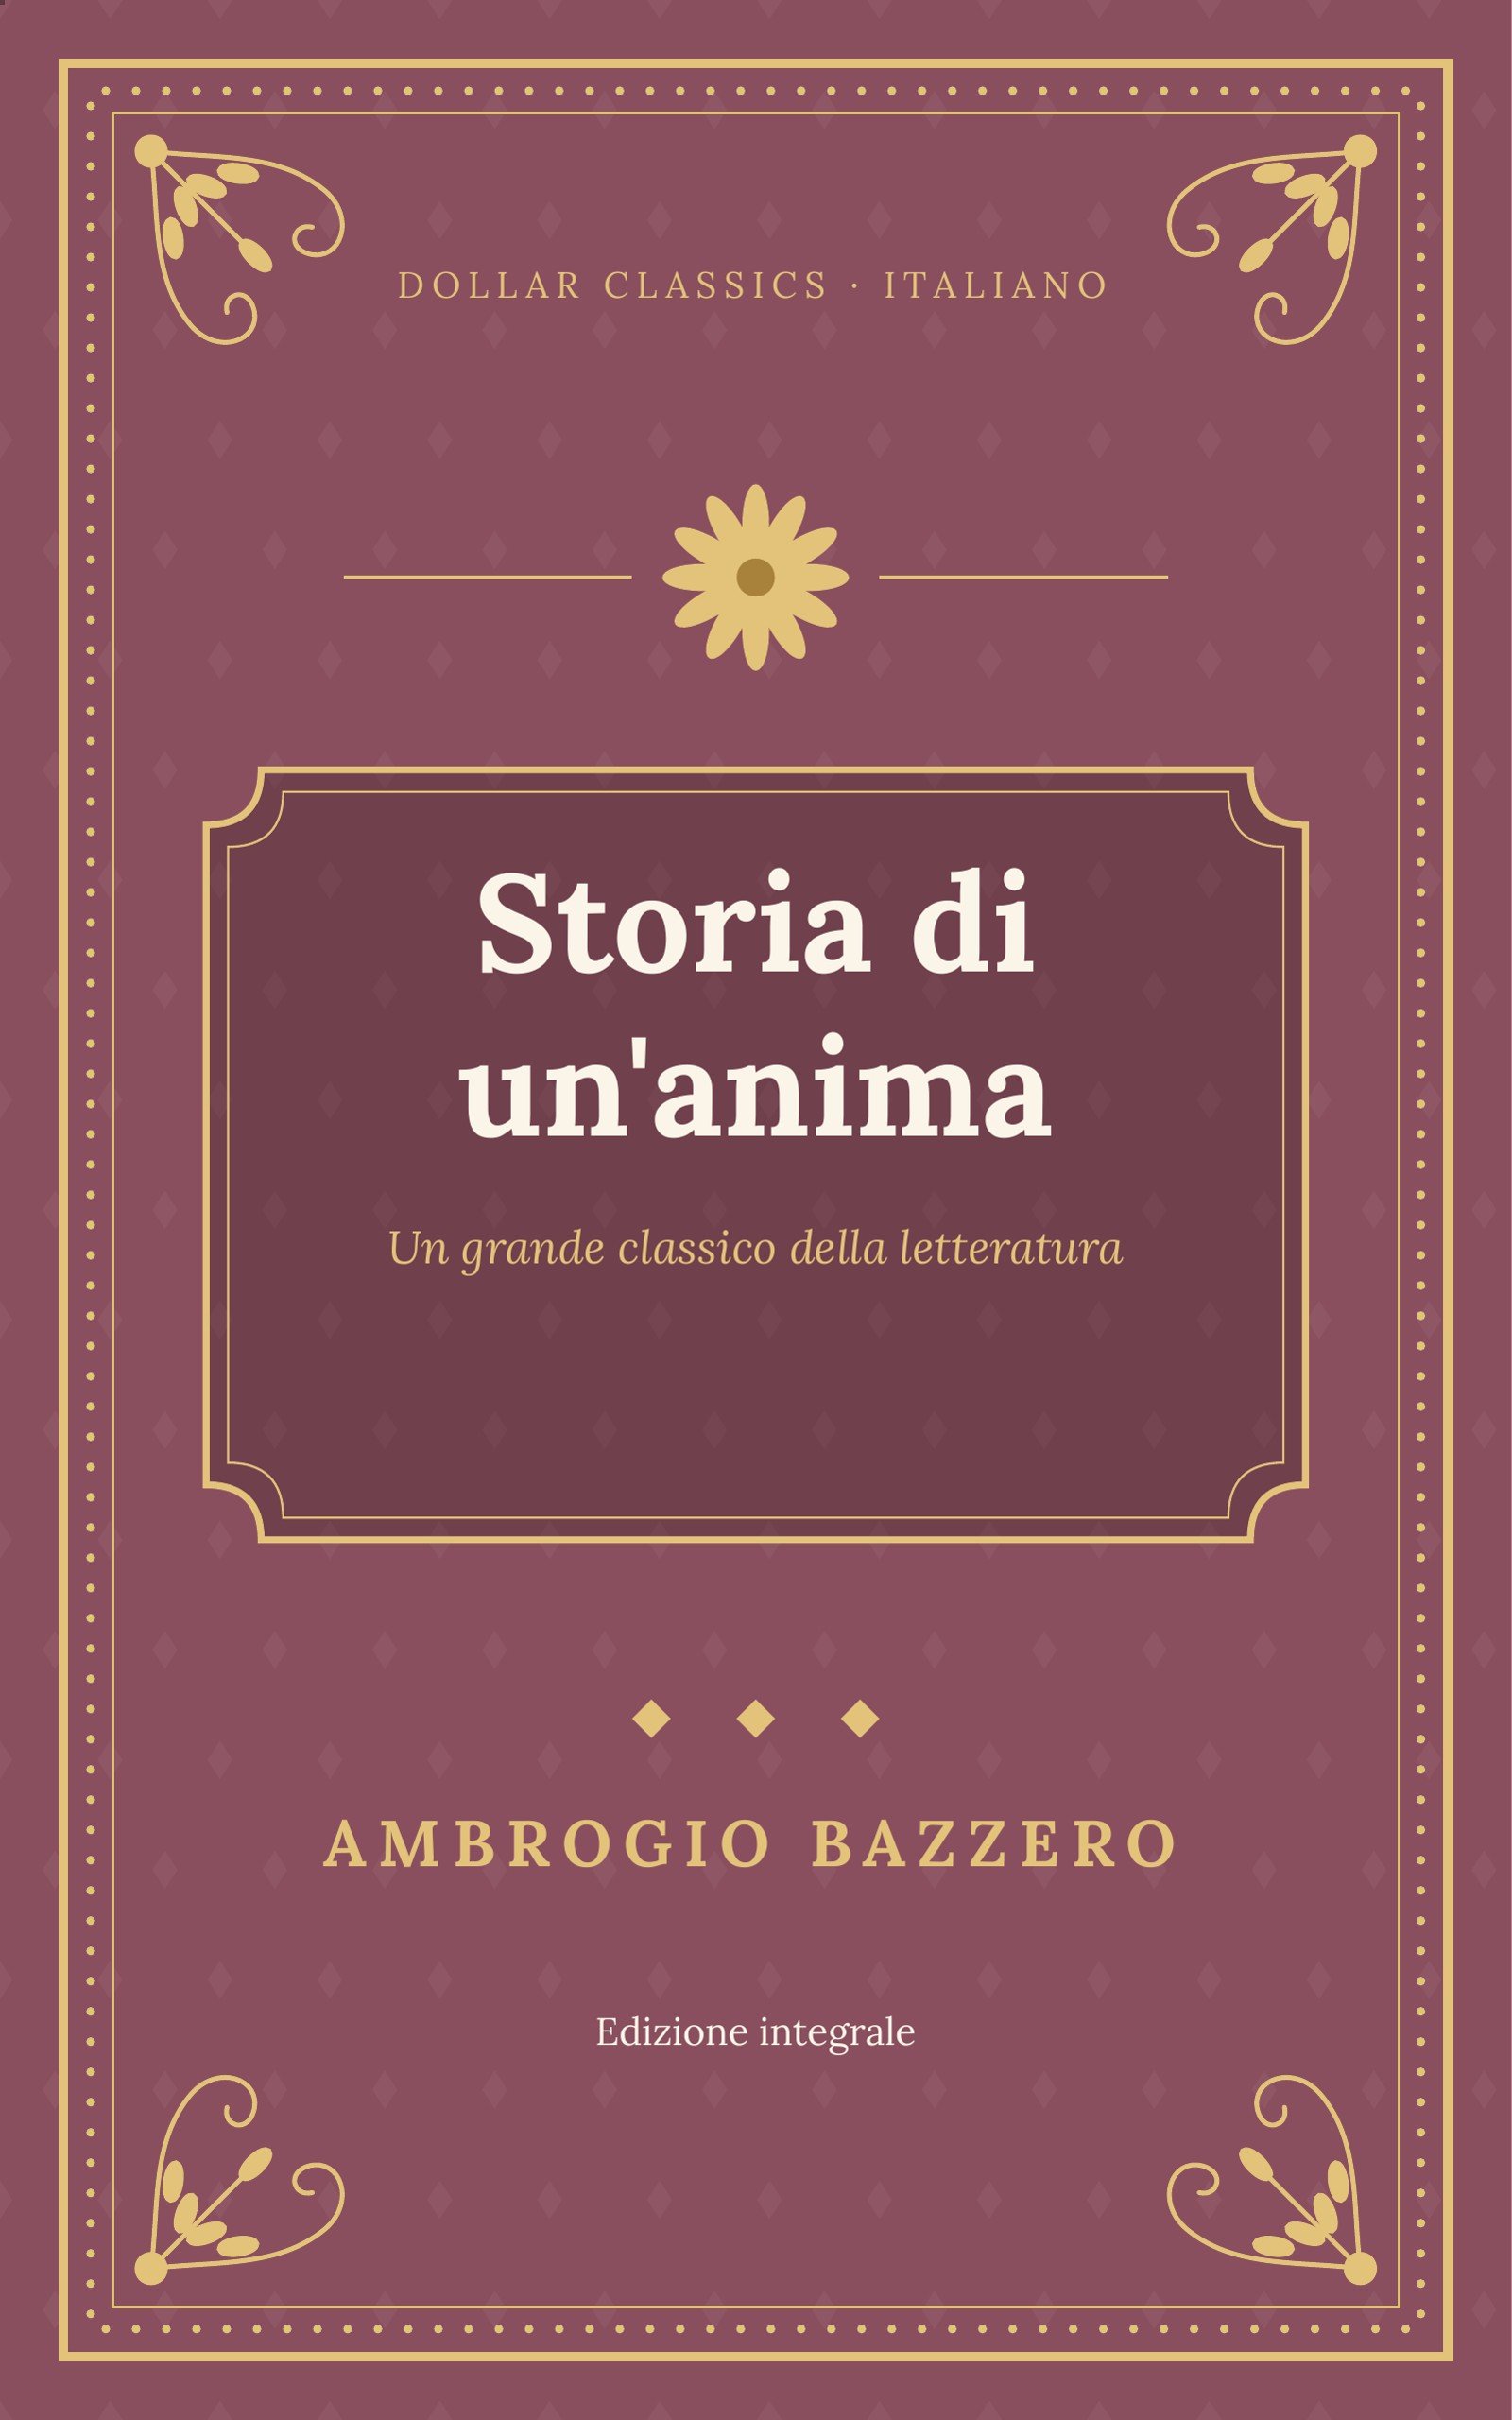 DOLLAR CLASSICS · ITALIANO
Storia di
un'anima
Un grande classico della letteratura
AMBROGIO BAZZERO
Edizione integrale